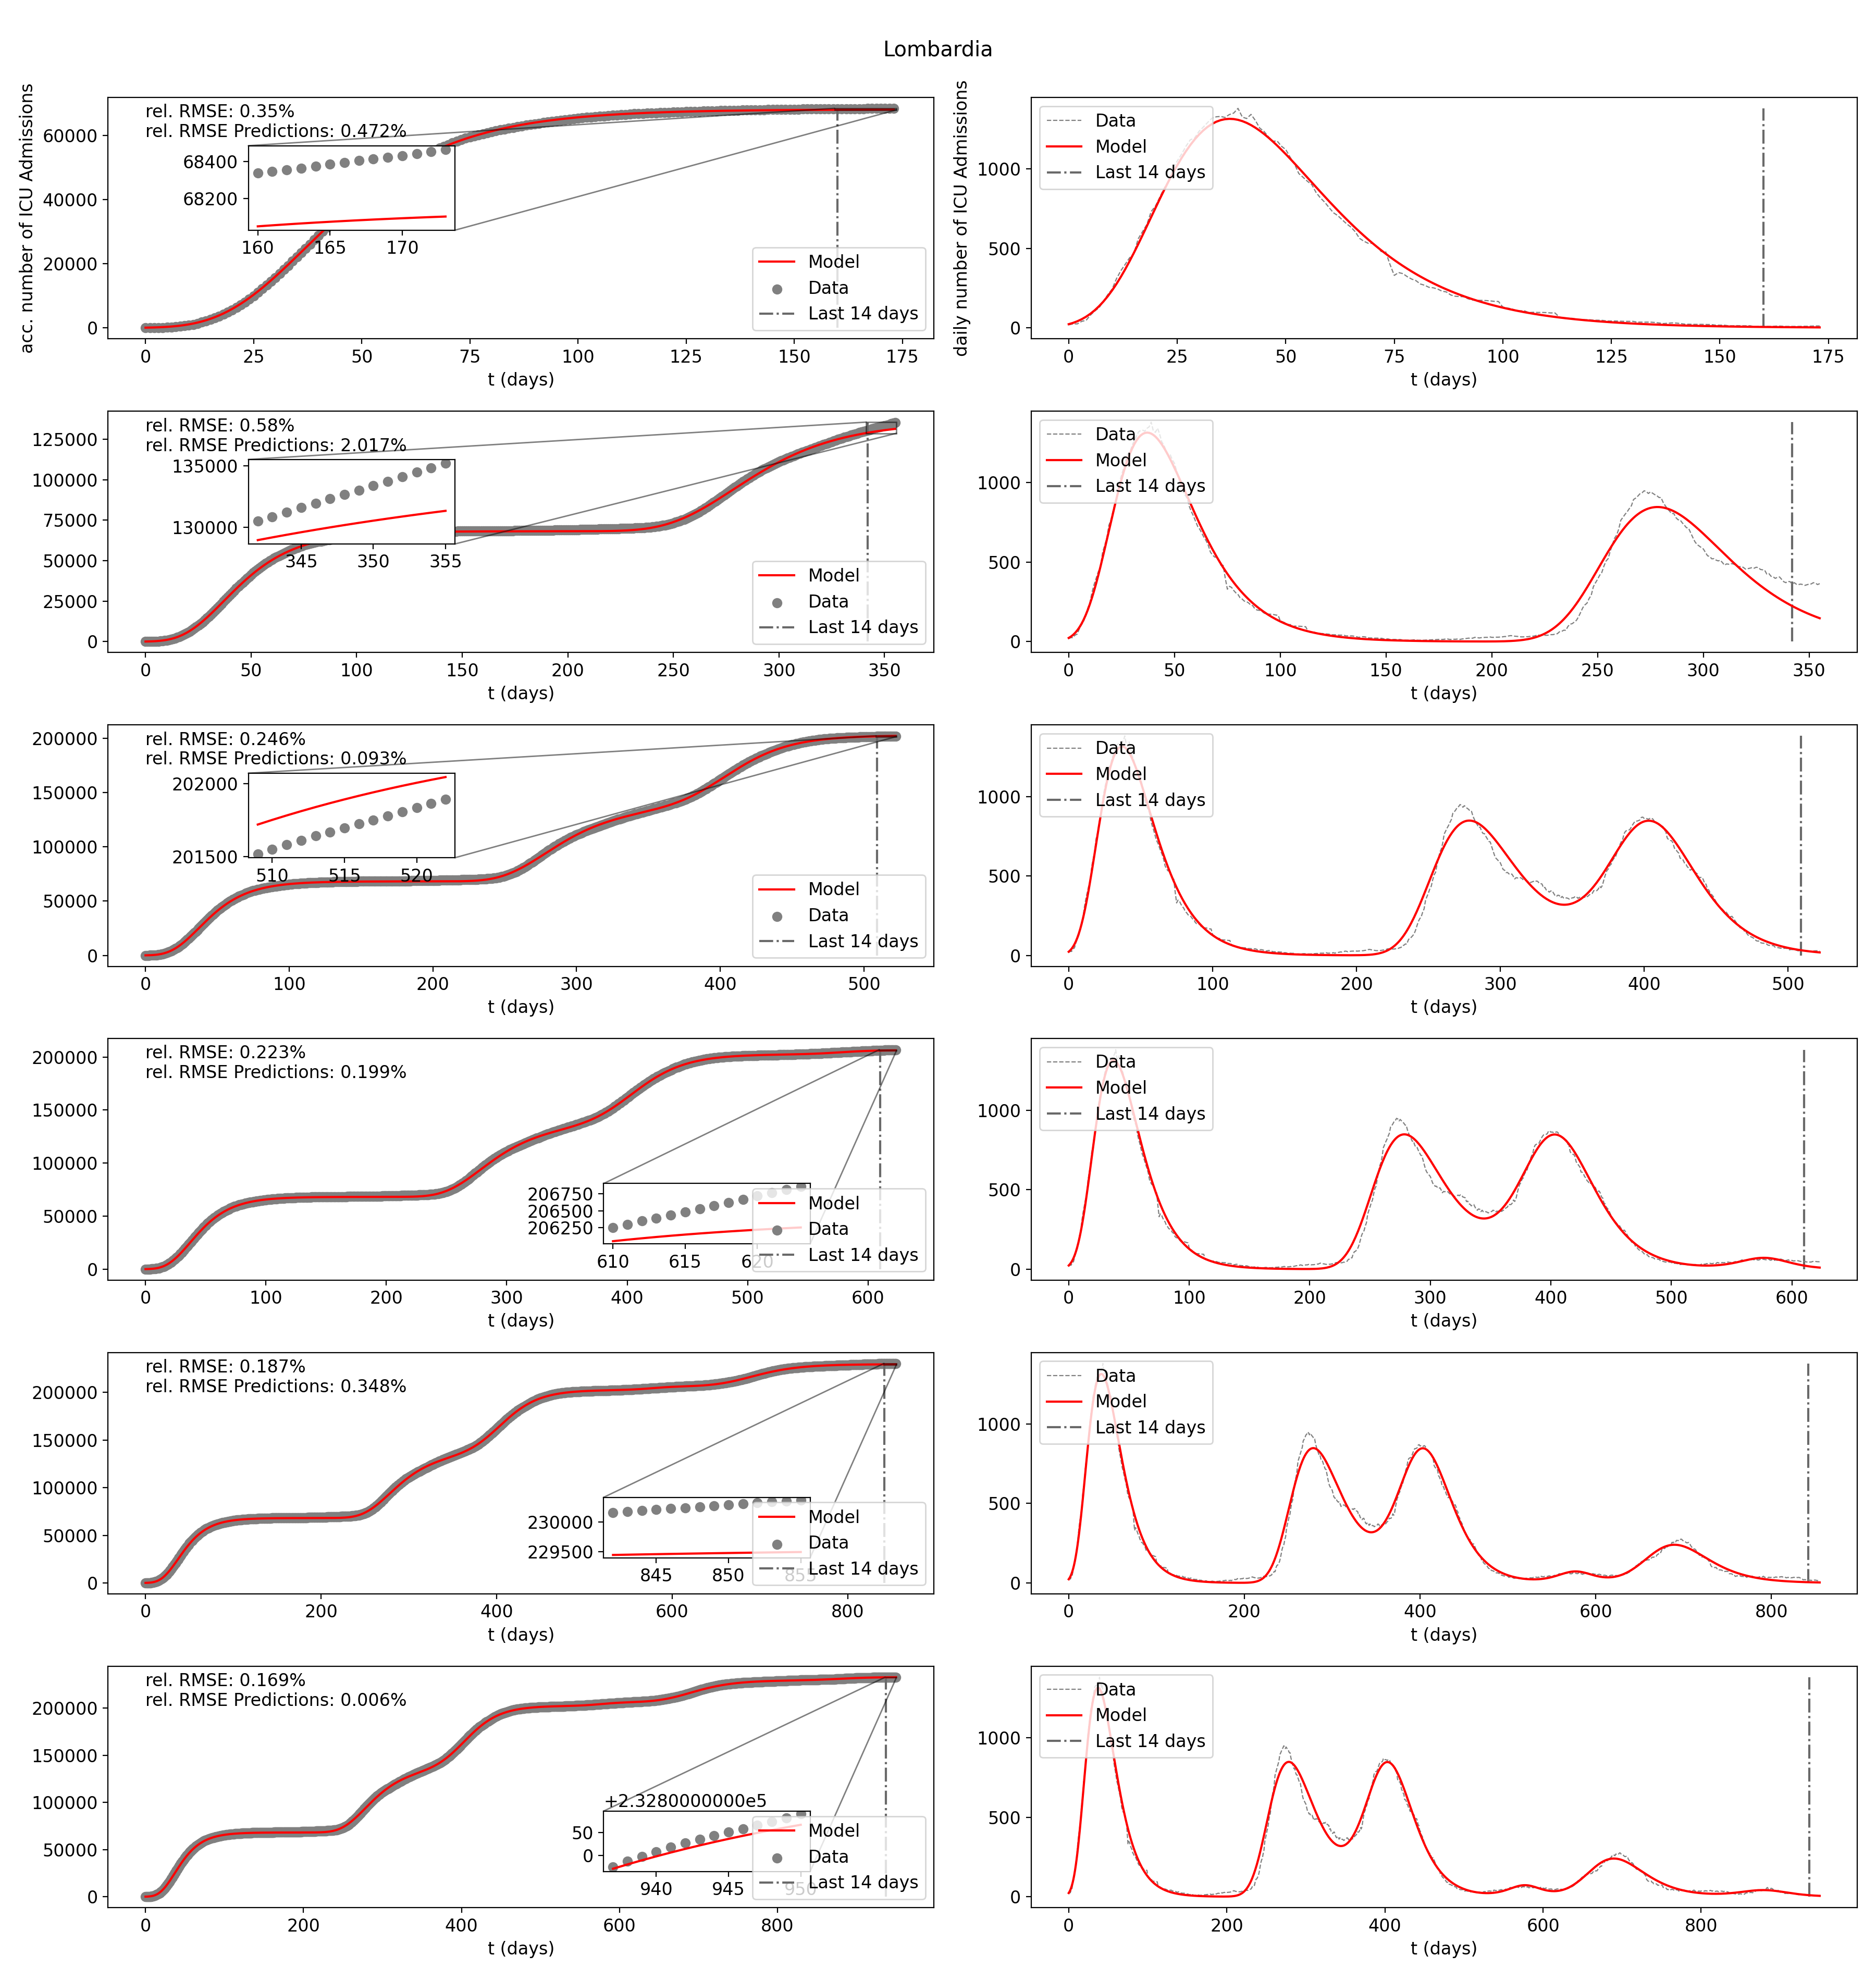 Lombardia
acc. number of ICU Admissions
rel. RMSE: 0.35%
rel. RMSE Predictions: 0.472%
60000
40000
20000
0
68400
68200
160 165 170
Model
Data
Last 14 days
0 25 50 75 100 125 150 175
t (days)
daily number of ICU Admissions
1000
500
0
Data
Model
Last 14 days
0 25 50 75 100 125 150 175
t (days)
rel. RMSE: 0.58%
rel. RMSE Predictions: 2.017%
125000
100000
75000
50000
25000
0
135000
130000
345 350 355
Model
Data
Last 14 days
0 50 100 150 200 250 300 350
t (days)
1000
500
0
Data
Model
Last 14 days
0 50 100 150 200 250 300 350
t (days)
rel. RMSE: 0.246%
rel. RMSE Predictions: 0.093%
200000
150000
100000
50000
0
202000
201500
510 515 520
Model
Data
Last 14 days
0 100 200 300 400 500
t (days)
1000
500
0
Data
Model
Last 14 days
0 100 200 300 400 500
t (days)
rel. RMSE: 0.223%
rel. RMSE Predictions: 0.199%
200000
150000
100000
50000
0
206750
206500
206250
610 615 620
Model
Data
Last 14 days
0 100 200 300 400 500 600
t (days)
1000
500
0
Data
Model
Last 14 days
0 100 200 300 400 500 600
t (days)
rel. RMSE: 0.187%
rel. RMSE Predictions: 0.348%
200000
150000
100000
50000
0
230000
229500
845 850 855
Model
Data
Last 14 days
0 200 400 600 800
t (days)
1000
500
0
Data
Model
Last 14 days
0 200 400 600 800
t (days)
rel. RMSE: 0.169%
rel. RMSE Predictions: 0.006%
200000
150000
100000
50000
0
+2.3280000000e5
50
0
940 945 950
Model
Data
Last 14 days
0 200 400 600 800
t (days)
1000
500
0
Data
Model
Last 14 days
0 200 400 600 800
t (days)